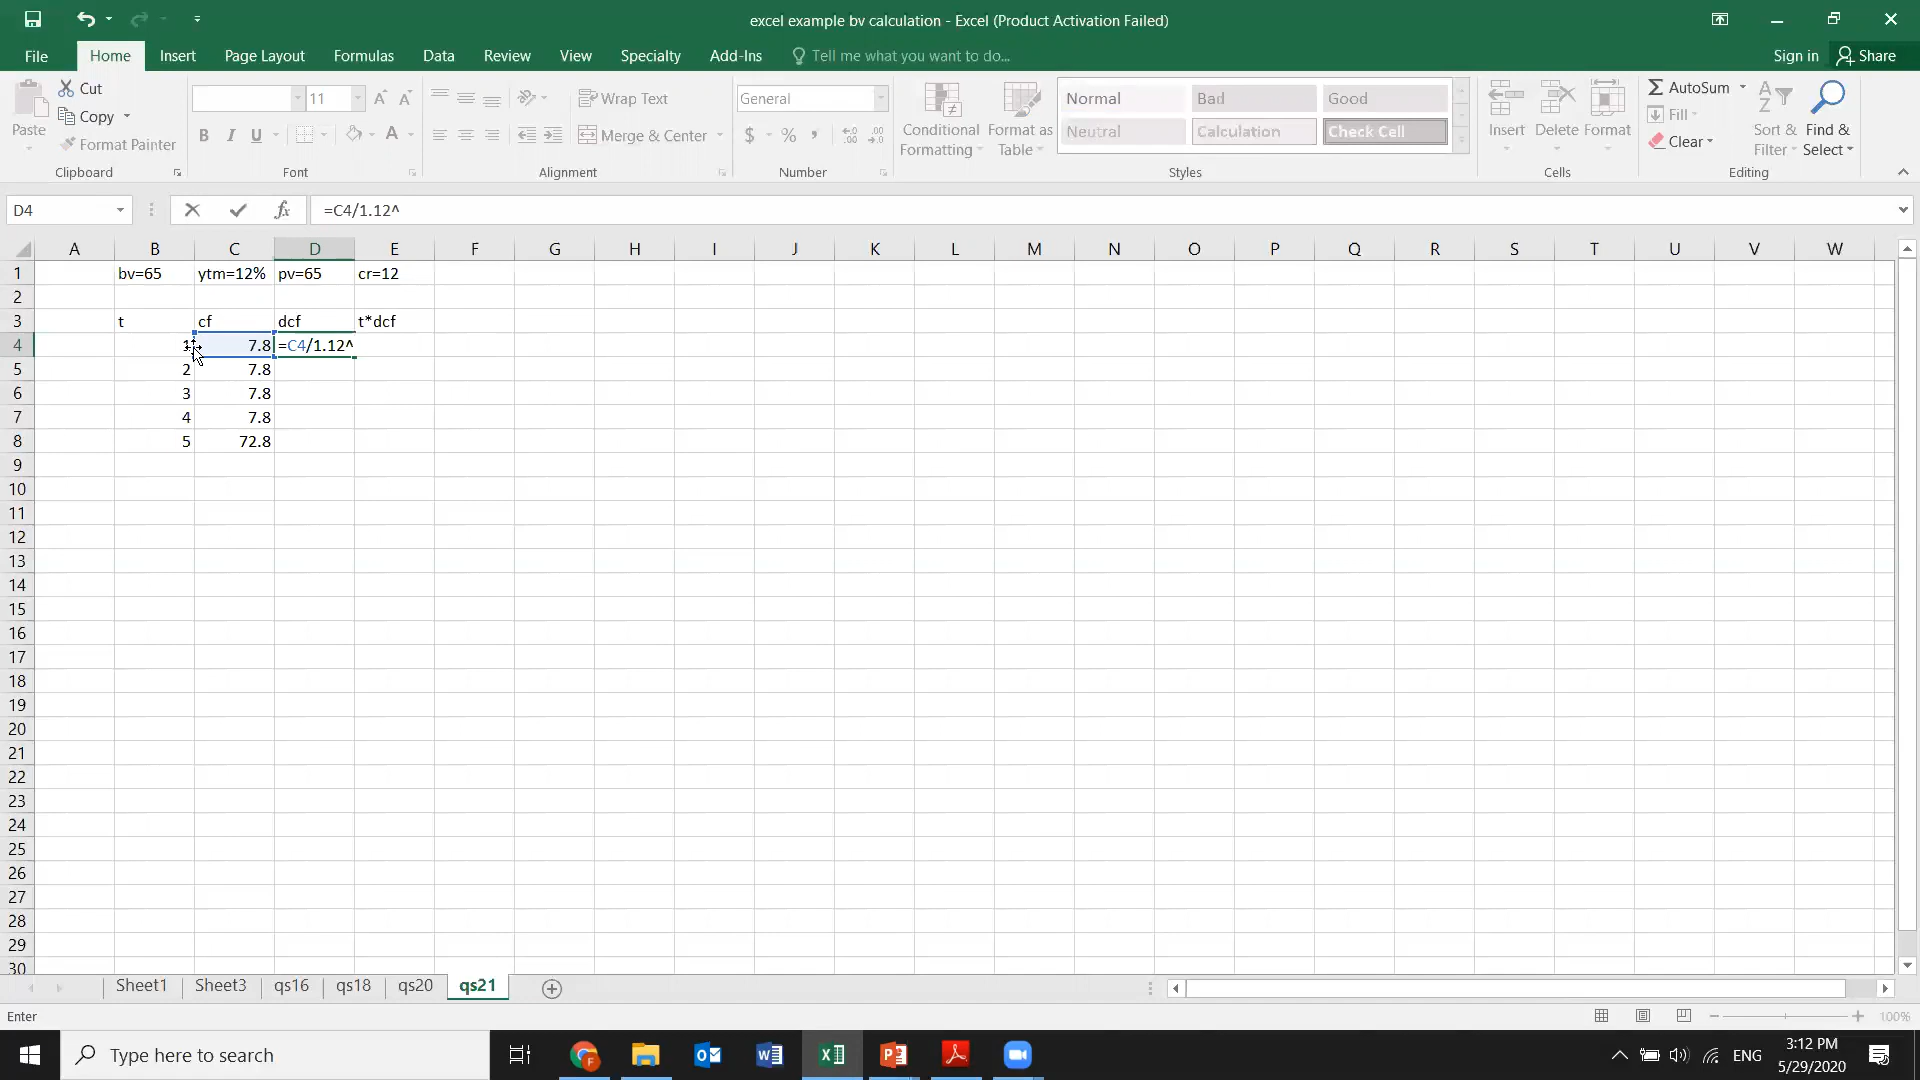 excel example bv calculation - Excel (Product Activation Failed)
File Home Insert Page Layout Formulas Data Review View Specialty Add-Ins Tell me what you want to do... Sign in Share
Paste Cut Copy Format Painter Clipboard
11 B I U A Font
Wrap Text Merge & Center Alignment
General $ % , Number
Conditional Formatting Format as Table
Normal Bad Good
Neutral Calculation Check Cell
Styles
Insert Delete Format Cells
AutoSum Fill Clear Sort & Filter Find & Select Editing
D4 fx =C4/1.12^
A B C D E F G H I J K L M N O P Q R S T U V W
1 bv=65 ytm=12% pv=65 cr=12
2
3 t cf dcf t*dcf
4 1 7.8 =C4/1.12^
5 2 7.8
6 3 7.8
7 4 7.8
8 5 72.8
9
10
11
12
13
14
15
16
17
18
19
20
21
22
23
24
25
26
27
28
29
30
Sheet1 Sheet3 qs16 qs18 qs20 qs21
Enter 100%
Type here to search ENG 3:12 PM
5/29/2020